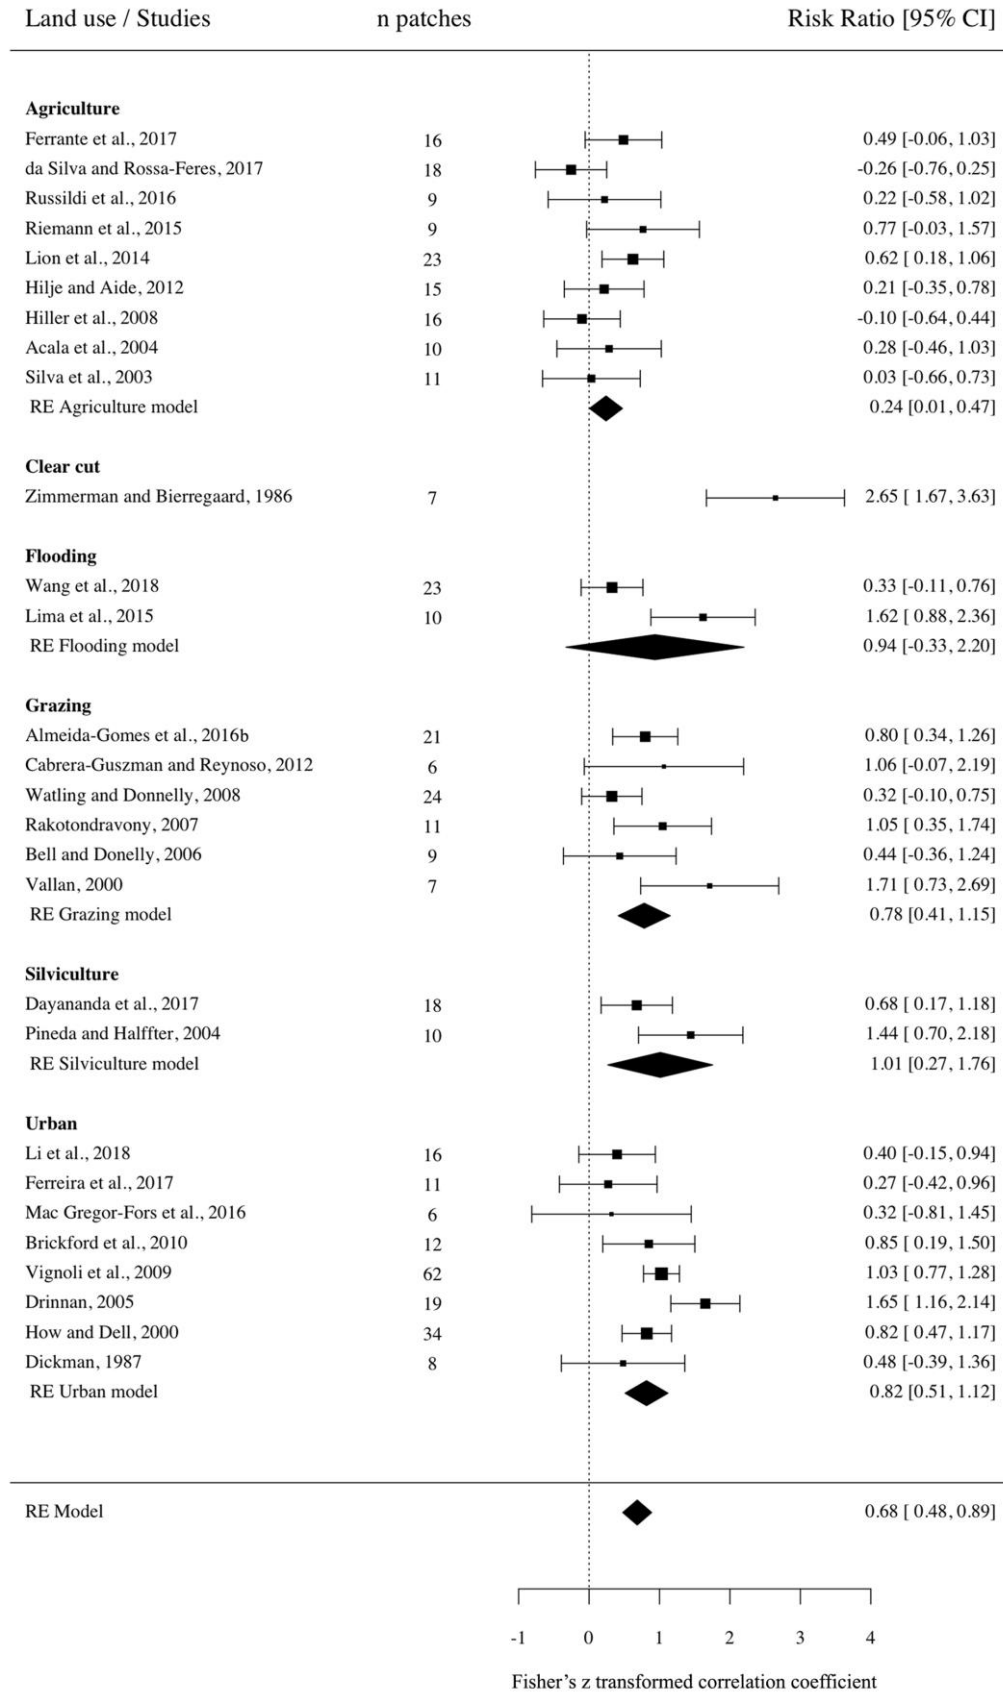 Land use / Studies n patches Risk Ratio [95% CI]
Agriculture
Ferrante et al., 2017 16 0.49 [-0.06, 1.03]
da Silva and Rossa-Feres, 2017 18 -0.26 [-0.76, 0.25]
Russildi et al., 2016 9 0.22 [-0.58, 1.02]
Riemann et al., 2015 9 0.77 [-0.03, 1.57]
Lion et al., 2014 23 0.62 [ 0.18, 1.06]
Hilje and Aide, 2012 15 0.21 [-0.35, 0.78]
Hiller et al., 2008 16 -0.10 [-0.64, 0.44]
Acala et al., 2004 10 0.28 [-0.46, 1.03]
Silva et al., 2003 11 0.03 [-0.66, 0.73]
RE Agriculture model 0.24 [0.01, 0.47]
Clear cut
Zimmerman and Bierregaard, 1986 7 2.65 [ 1.67, 3.63]
Flooding
Wang et al., 2018 23 0.33 [-0.11, 0.76]
Lima et al., 2015 10 1.62 [ 0.88, 2.36]
RE Flooding model 0.94 [-0.33, 2.20]
Grazing
Almeida-Gomes et al., 2016b 21 0.80 [ 0.34, 1.26]
Cabrera-Guszman and Reynoso, 2012 6 1.06 [-0.07, 2.19]
Watling and Donnelly, 2008 24 0.32 [-0.10, 0.75]
Rakotondravony, 2007 11 1.05 [ 0.35, 1.74]
Bell and Donelly, 2006 9 0.44 [-0.36, 1.24]
Vallan, 2000 7 1.71 [ 0.73, 2.69]
RE Grazing model 0.78 [0.41, 1.15]
Silviculture
Dayananda et al., 2017 18 0.68 [ 0.17, 1.18]
Pineda and Halffter, 2004 10 1.44 [ 0.70, 2.18]
RE Silviculture model 1.01 [0.27, 1.76]
Urban
Li et al., 2018 16 0.40 [-0.15, 0.94]
Ferreira et al., 2017 11 0.27 [-0.42, 0.96]
Mac Gregor-Fors et al., 2016 6 0.32 [-0.81, 1.45]
Brickford et al., 2010 12 0.85 [ 0.19, 1.50]
Vignoli et al., 2009 62 1.03 [ 0.77, 1.28]
Drinnan, 2005 19 1.65 [ 1.16, 2.14]
How and Dell, 2000 34 0.82 [ 0.47, 1.17]
Dickman, 1987 8 0.48 [-0.39, 1.36]
RE Urban model 0.82 [0.51, 1.12]
RE Model 0.68 [ 0.48, 0.89]
-1 0 1 2 3 4
Fisher's z transformed correlation coefficient